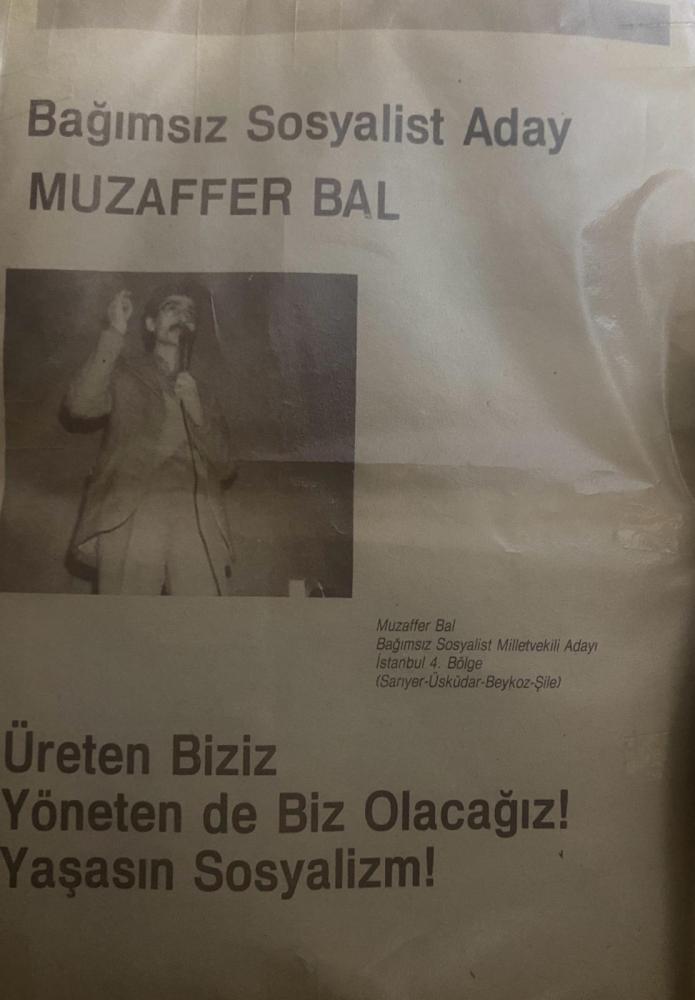 Bağımsız Sosyalist Aday
MUZAFFER BAL
Muzaffer Bal
Bağımsız Sosyalist Milletvekili Adayı
İstanbul 4. Bölge
(Sarıyer-Üsküdar-Beykoz-Şile)
Üreten Biziz
Yöneten de Biz Olacağız!
Yaşasın Sosyalizm!